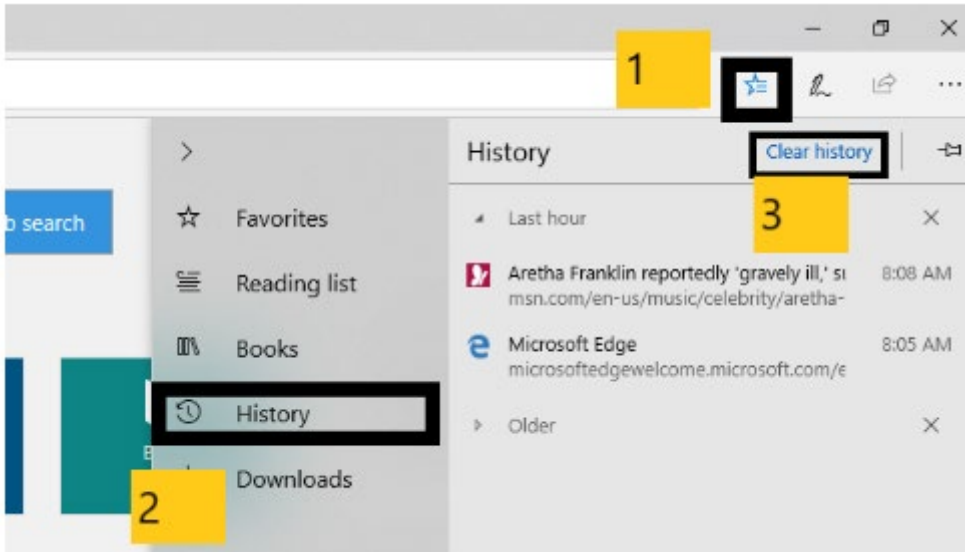 1
History
Clear history
3
b search
Favorites
Reading list
Books
History
Downloads
2
Last hour
Aretha Franklin reportedly 'gravely ill,'
8:08 AM
msn.com/en-us/music/celebrity/aretha-
Microsoft Edge
8:05 AM
microsoftedgewelcome.microsoft.com/e
Older